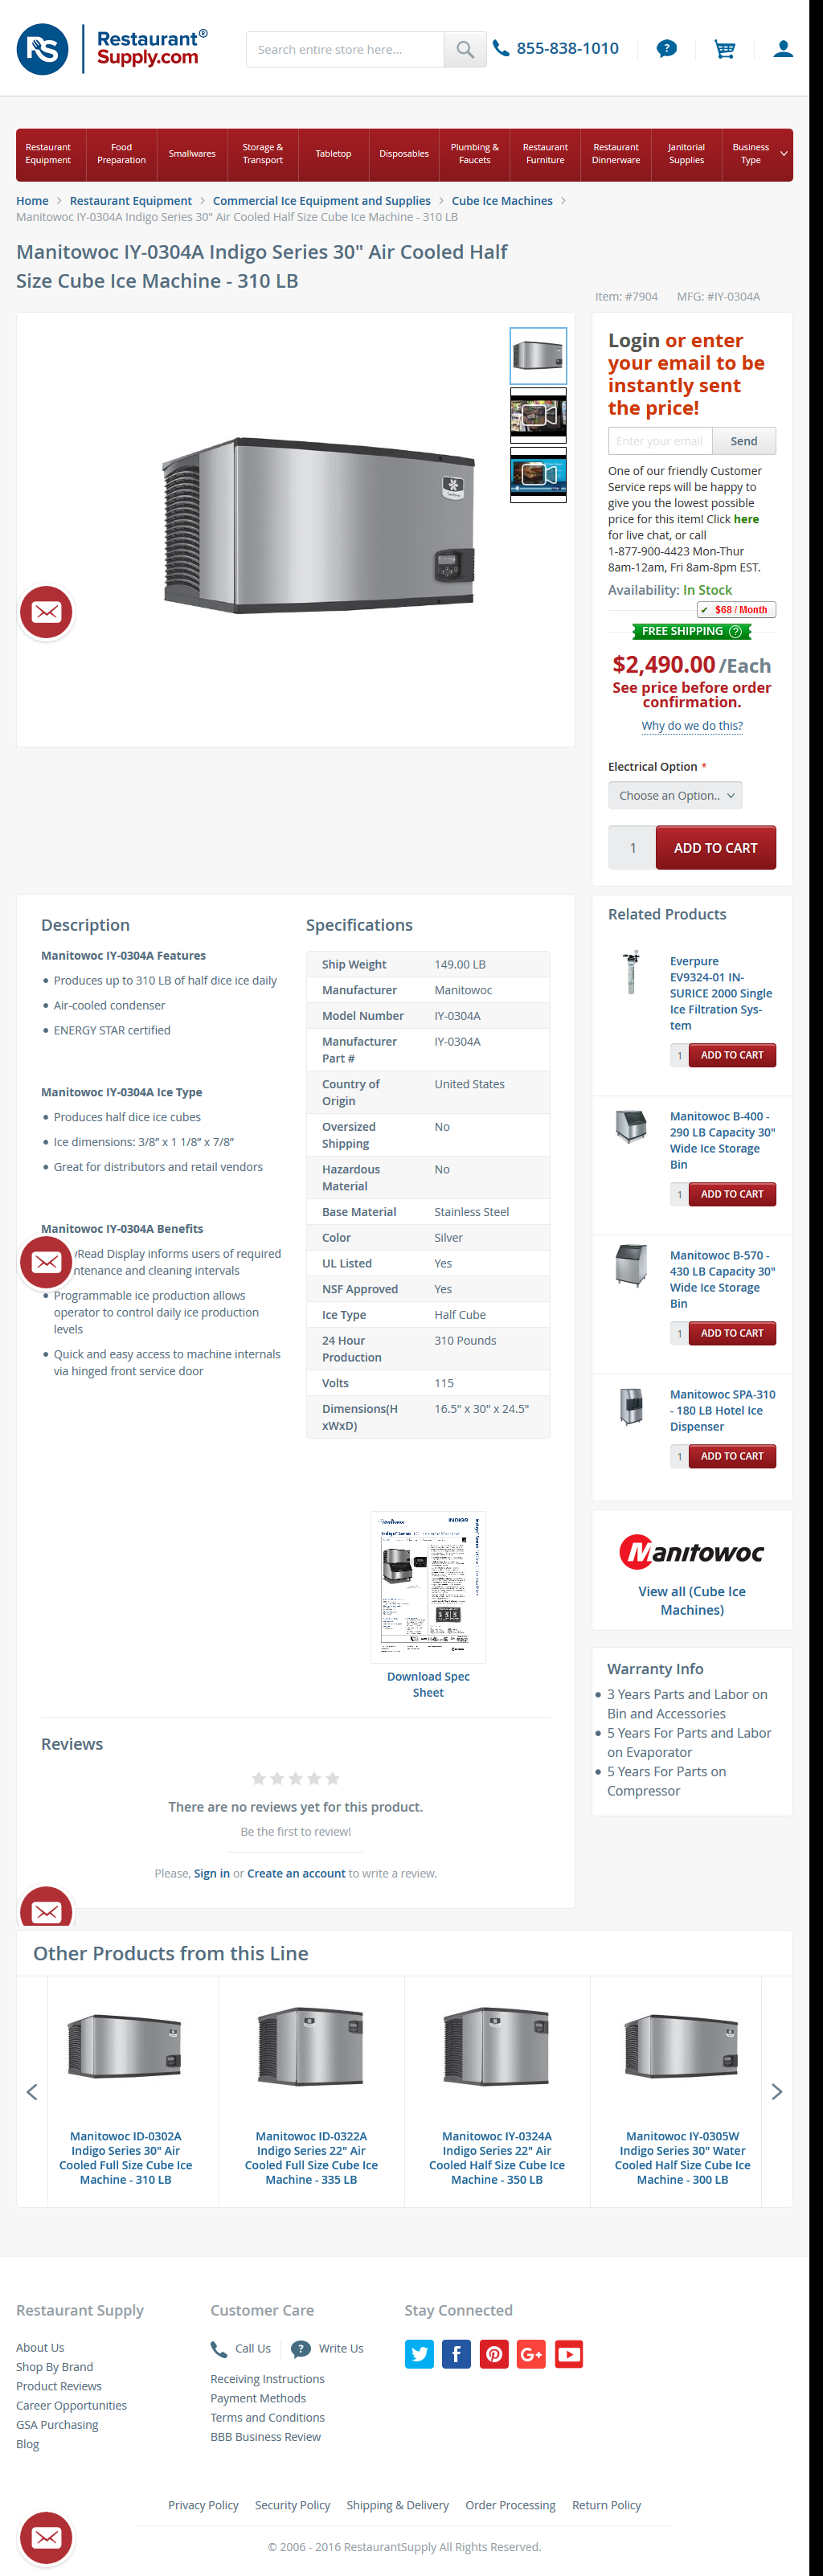 RS
Restaurant®
Supply.com
Search entire store here...
855-838-1010
?
Restaurant
Equipment
Food
Preparation
Smallwares
Storage &
Transport
Tabletop
Disposables
Plumbing &
Faucets
Restaurant
Furniture
Restaurant
Dinnerware
Janitorial
Supplies
Business
Type
Home > Restaurant Equipment > Commercial Ice Equipment and Supplies > Cube Ice Machines >
Manitowoc IY-0304A Indigo Series 30" Air Cooled Half Size Cube Ice Machine - 310 LB
Manitowoc IY-0304A Indigo Series 30" Air Cooled Half
Size Cube Ice Machine - 310 LB
Item: #7904 MFG: #IY-0304A
Login or enter
your email to be
instantly sent
the price!
Enter your email
Send
One of our friendly Customer
Service reps will be happy to
give you the lowest possible
price for this item! Click here
for live chat, or call
1-877-900-4423 Mon-Thur
8am-12am, Fri 8am-8pm EST.
Availability: In Stock
✔ $68 / Month
FREE SHIPPING ?
$2,490.00 /Each
See price before order
confirmation.
Why do we do this?
Electrical Option *
Choose an Option..
1
ADD TO CART
Description
Manitowoc IY-0304A Features
• Produces up to 310 LB of half dice ice daily
• Air-cooled condenser
• ENERGY STAR certified
Manitowoc IY-0304A Ice Type
• Produces half dice ice cubes
• Ice dimensions: 3/8” x 1 1/8” x 7/8”
• Great for distributors and retail vendors
Manitowoc IY-0304A Benefits
yRead Display informs users of required
ntenance and cleaning intervals
• Programmable ice production allows
operator to control daily ice production
levels
• Quick and easy access to machine internals
via hinged front service door
Specifications
Ship Weight 149.00 LB
Manufacturer Manitowoc
Model Number IY-0304A
Manufacturer IY-0304A
Part #
Country of United States
Origin
Oversized No
Shipping
Hazardous No
Material
Base Material Stainless Steel
Color Silver
UL Listed Yes
NSF Approved Yes
Ice Type Half Cube
24 Hour 310 Pounds
Production
Volts 115
Dimensions(H 16.5" x 30" x 24.5"
xWxD)
INDIGO
Download Spec
Sheet
Related Products
Everpure
EV9324-01 IN-
SURICE 2000 Single
Ice Filtration Sys-
tem
1
ADD TO CART
Manitowoc B-400 -
290 LB Capacity 30"
Wide Ice Storage
Bin
1
ADD TO CART
Manitowoc B-570 -
430 LB Capacity 30"
Wide Ice Storage
Bin
1
ADD TO CART
Manitowoc SPA-310
- 180 LB Hotel Ice
Dispenser
1
ADD TO CART
Manitowoc
View all (Cube Ice
Machines)
Warranty Info
• 3 Years Parts and Labor on
Bin and Accessories
• 5 Years For Parts and Labor
on Evaporator
• 5 Years For Parts on
Compressor
Reviews
There are no reviews yet for this product.
Be the first to review!
Please, Sign in or Create an account to write a review.
Other Products from this Line
Manitowoc ID-0302A
Indigo Series 30" Air
Cooled Full Size Cube Ice
Machine - 310 LB
Manitowoc ID-0322A
Indigo Series 22" Air
Cooled Full Size Cube Ice
Machine - 335 LB
Manitowoc IY-0324A
Indigo Series 22" Air
Cooled Half Size Cube Ice
Machine - 350 LB
Manitowoc IY-0305W
Indigo Series 30" Water
Cooled Half Size Cube Ice
Machine - 300 LB
Restaurant Supply
About Us
Shop By Brand
Product Reviews
Career Opportunities
GSA Purchasing
Blog
Customer Care
Call Us
? Write Us
Receiving Instructions
Payment Methods
Terms and Conditions
BBB Business Review
Stay Connected
G+
Privacy Policy Security Policy Shipping & Delivery Order Processing Return Policy
© 2006 - 2016 RestaurantSupply All Rights Reserved.